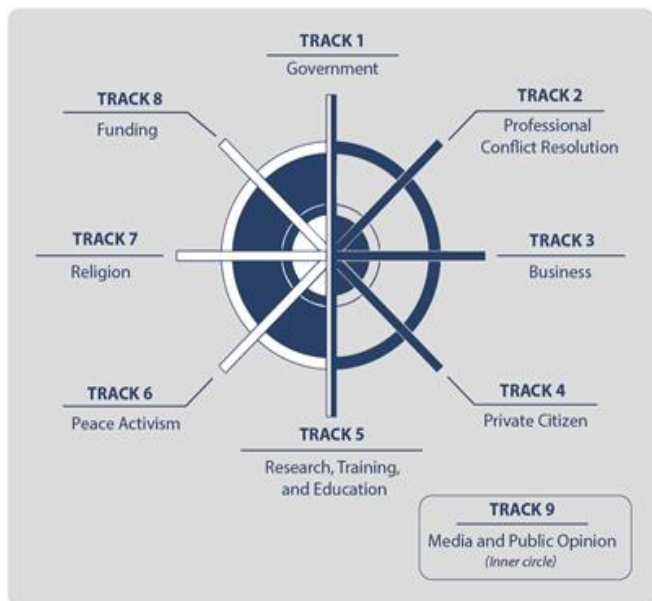 TRACK 1
Government
TRACK 2
Professional
Conflict Resolution
TRACK 3
Business
TRACK 4
Private Citizen
TRACK 5
Research, Training,
and Education
TRACK 6
Peace Activism
TRACK 7
Religion
TRACK 8
Funding
TRACK 9
Media and Public Opinion
(Inner circle)